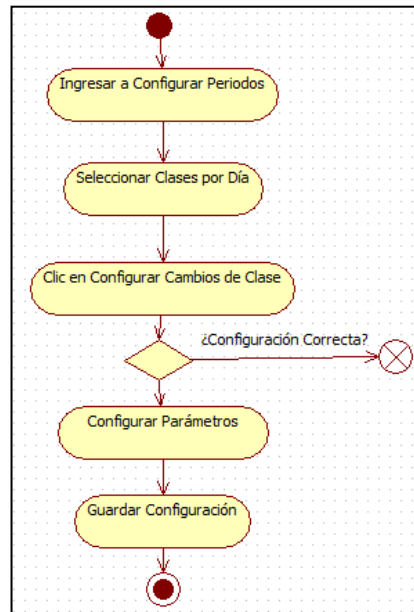 Ingresar a Configurar Periodos
Seleccionar Clases por Día
Clic en Configurar Cambios de Clase
¿Configuración Correcta?
Configurar Parámetros
Guardar Configuración